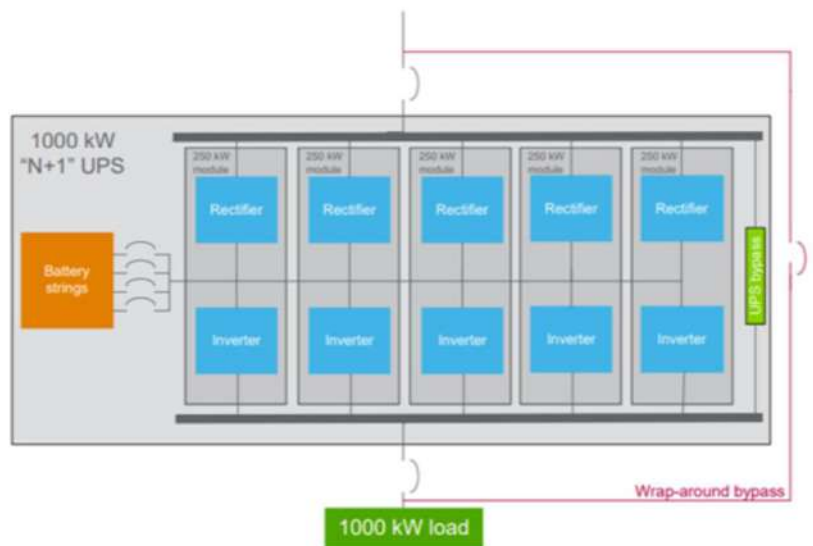 1000 kW
"N+1" UPS
250 kW
module
250 kW
module
250 kW
module
250 kW
module
250 kW
module
Rectifier
Rectifier
Rectifier
Rectifier
Rectifier
Battery
strings
UPS bypass
Inverter
Inverter
Inverter
Inverter
Inverter
Wrap-around bypass
1000 kW load